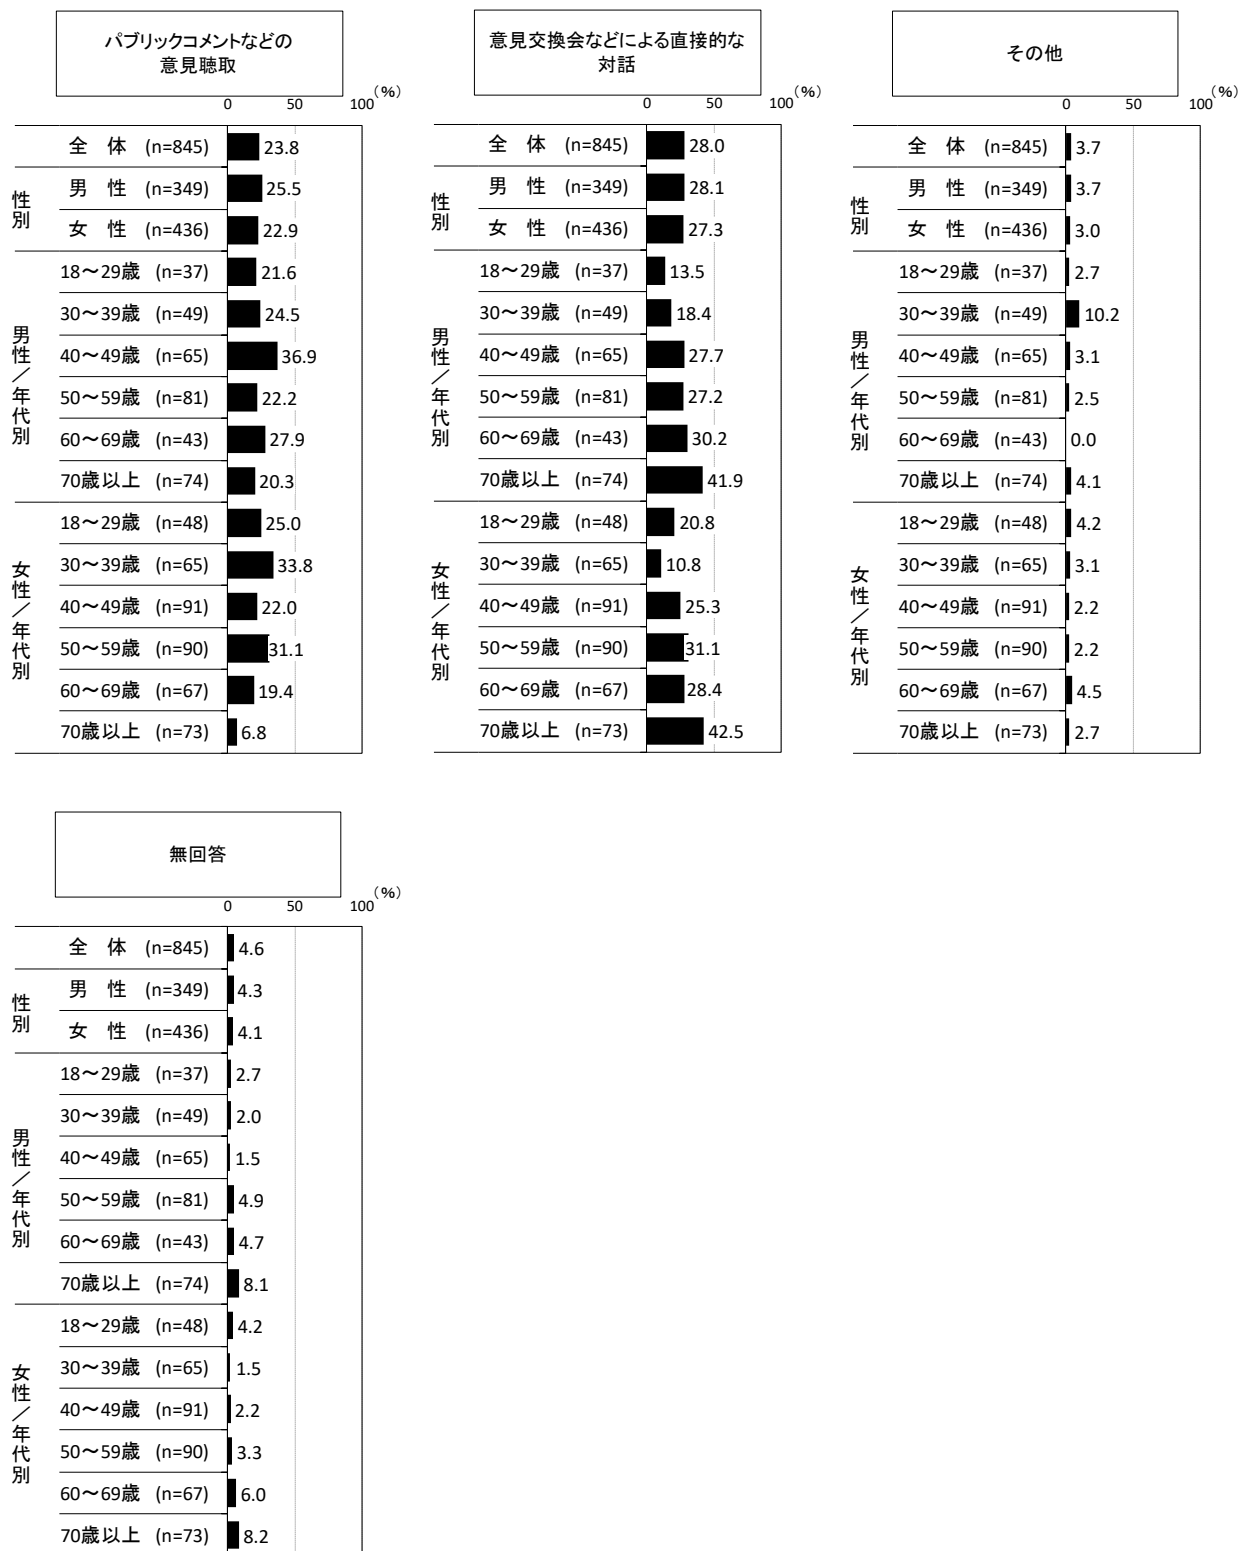 パブリックコメントなどの
意見聴取
0 50 100 (%)
全 体 (n=845) 23.8
性別
男 性 (n=349) 25.5
女 性 (n=436) 22.9
男性／年代別
18～29歳 (n=37) 21.6
30～39歳 (n=49) 24.5
40～49歳 (n=65) 36.9
50～59歳 (n=81) 22.2
60～69歳 (n=43) 27.9
70歳以上 (n=74) 20.3
女性／年代別
18～29歳 (n=48) 25.0
30～39歳 (n=65) 33.8
40～49歳 (n=91) 22.0
50～59歳 (n=90) 31.1
60～69歳 (n=67) 19.4
70歳以上 (n=73) 6.8
意見交換会などによる直接的な
対話
0 50 100 (%)
全 体 (n=845) 28.0
性別
男 性 (n=349) 28.1
女 性 (n=436) 27.3
男性／年代別
18～29歳 (n=37) 13.5
30～39歳 (n=49) 18.4
40～49歳 (n=65) 27.7
50～59歳 (n=81) 27.2
60～69歳 (n=43) 30.2
70歳以上 (n=74) 41.9
女性／年代別
18～29歳 (n=48) 20.8
30～39歳 (n=65) 10.8
40～49歳 (n=91) 25.3
50～59歳 (n=90) 31.1
60～69歳 (n=67) 28.4
70歳以上 (n=73) 42.5
その他
0 50 100 (%)
全 体 (n=845) 3.7
性別
男 性 (n=349) 3.7
女 性 (n=436) 3.0
男性／年代別
18～29歳 (n=37) 2.7
30～39歳 (n=49) 10.2
40～49歳 (n=65) 3.1
50～59歳 (n=81) 2.5
60～69歳 (n=43) 0.0
70歳以上 (n=74) 4.1
女性／年代別
18～29歳 (n=48) 4.2
30～39歳 (n=65) 3.1
40～49歳 (n=91) 2.2
50～59歳 (n=90) 2.2
60～69歳 (n=67) 4.5
70歳以上 (n=73) 2.7
無回答
0 50 100 (%)
全 体 (n=845) 4.6
性別
男 性 (n=349) 4.3
女 性 (n=436) 4.1
男性／年代別
18～29歳 (n=37) 2.7
30～39歳 (n=49) 2.0
40～49歳 (n=65) 1.5
50～59歳 (n=81) 4.9
60～69歳 (n=43) 4.7
70歳以上 (n=74) 8.1
女性／年代別
18～29歳 (n=48) 4.2
30～39歳 (n=65) 1.5
40～49歳 (n=91) 2.2
50～59歳 (n=90) 3.3
60～69歳 (n=67) 6.0
70歳以上 (n=73) 8.2